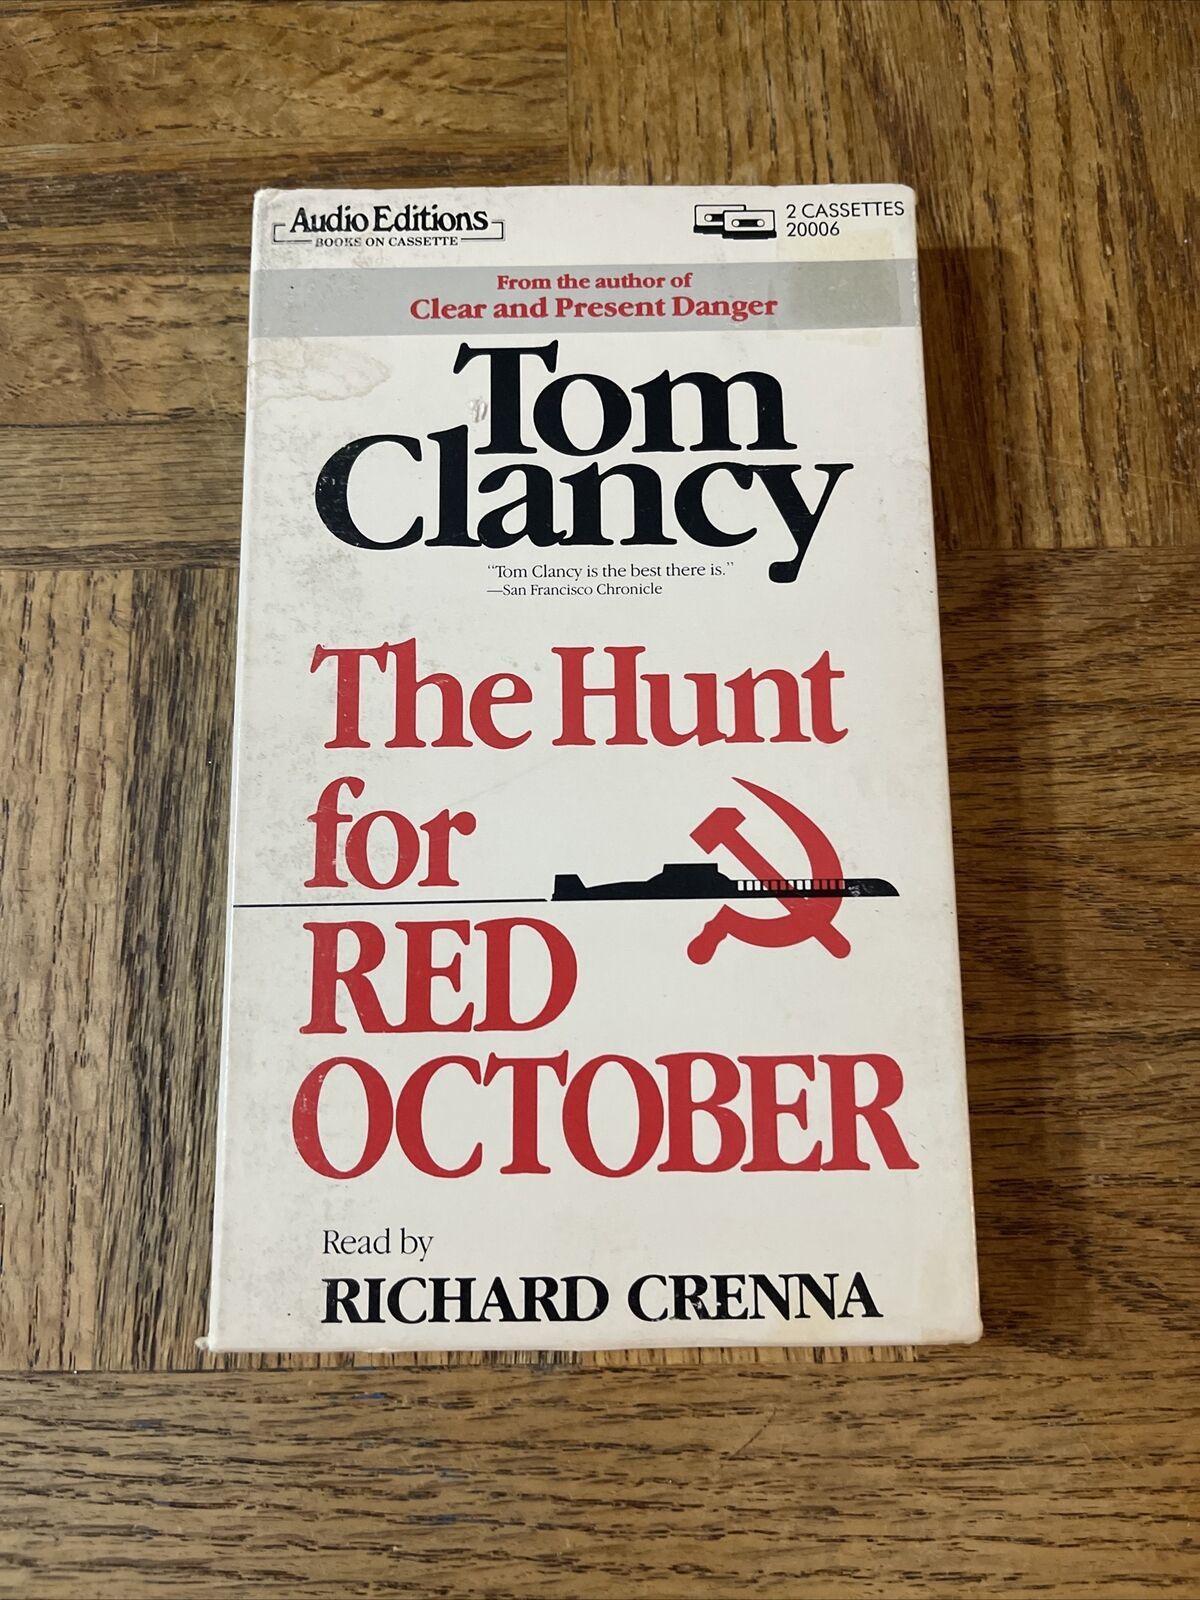 Audio Editions
BOOKS ON CASSETTE
2 CASSETTES
20006
From the author of
Clear and Present Danger
Tom
Clancy
"Tom Clancy is the best there is."
—San Francisco Chronicle
The Hunt
for
RED
OCTOBER
Read by
RICHARD CRENNA